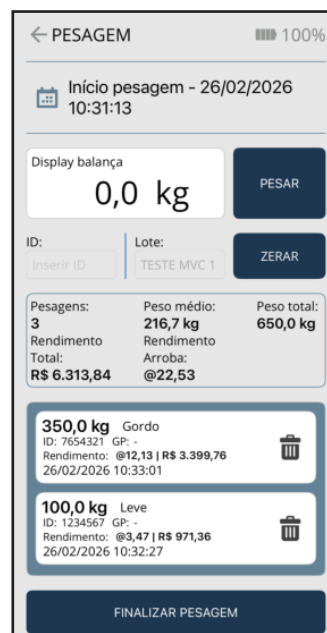 PESAGEM 100%
Início pesagem - 26/02/2026
10:31:13
Display balança
0,0 kg
PESAR
ID:
Inserir ID
Lote:
TESTE MVC 1
ZERAR
Pesagens:
3
Peso médio:
216,7 kg
Peso total:
650,0 kg
Rendimento
Total:
R$ 6.313,84
Rendimento
Arroba:
@22,53
350,0 kg Gordo
ID: 7654321 GP: -
Rendimento: @12,13 | R$ 3.399,76
26/02/2026 10:33:01
100,0 kg Leve
ID: 1234567 GP: -
Rendimento: @3,47 | R$ 971,36
26/02/2026 10:32:27
FINALIZAR PESAGEM